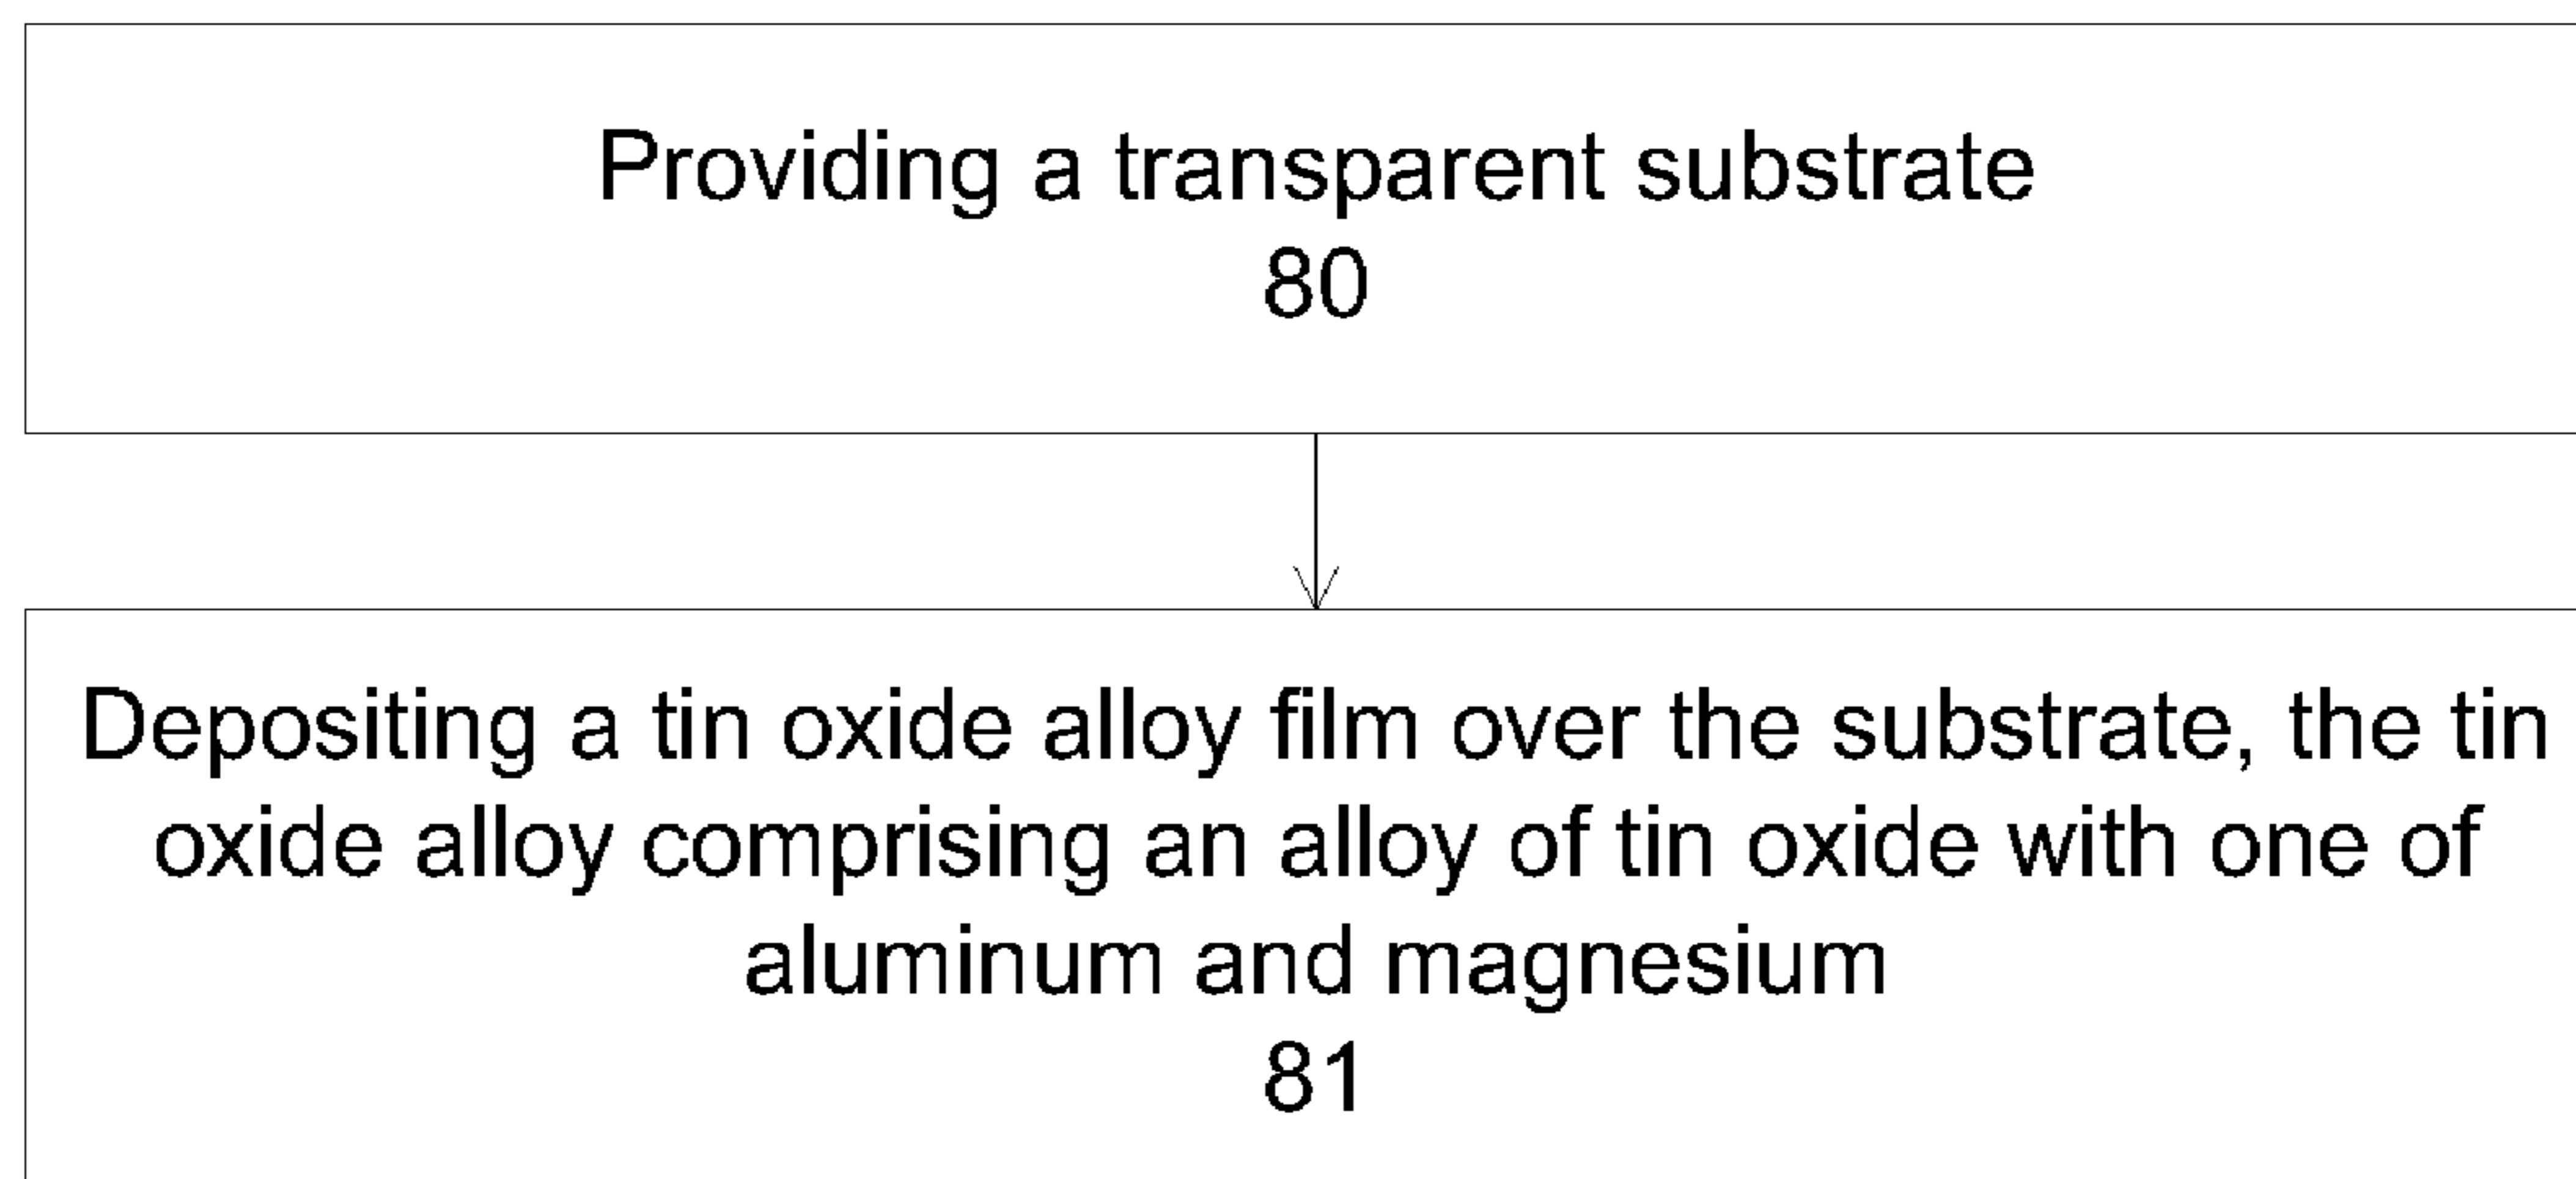 Providing a transparent substrate
80
Depositing a tin oxide alloy film over the substrate, the tin
oxide alloy comprising an alloy of tin oxide with one of
aluminum and magnesium
81